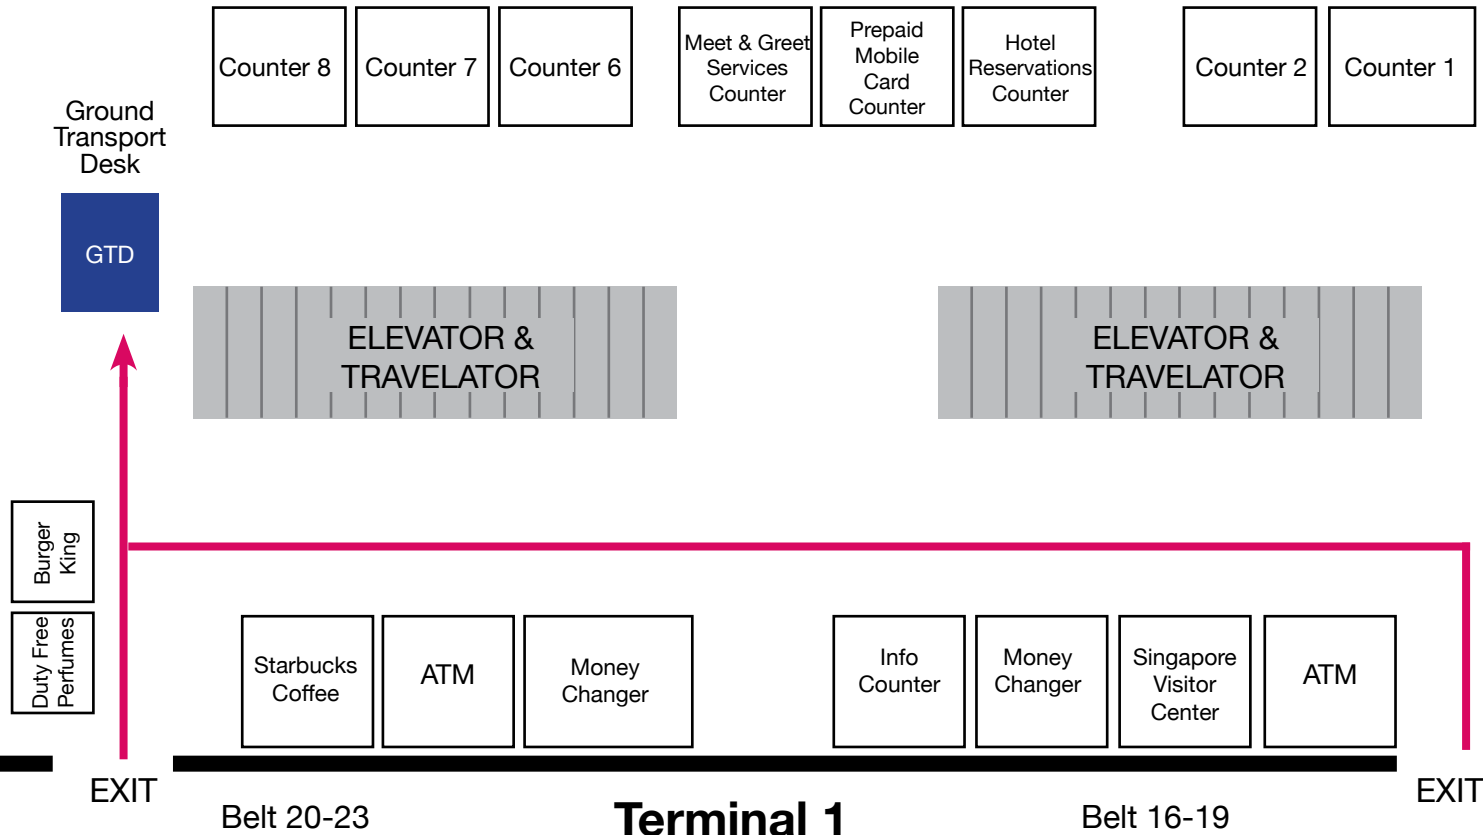 Counter 8
Counter 7
Counter 6
Meet & Greet
Services
Counter
Prepaid
Mobile
Card
Counter
Hotel
Reservations
Counter
Counter 2
Counter 1
Ground
Transport
Desk
GTD
ELEVATOR &
TRAVELATOR
ELEVATOR &
TRAVELATOR
Burger
King
Duty Free
Perfumes
Starbucks
Coffee
ATM
Money
Changer
Info
Counter
Money
Changer
Singapore
Visitor
Center
ATM
EXIT
EXIT
Belt 20-23
Terminal 1
Belt 16-19